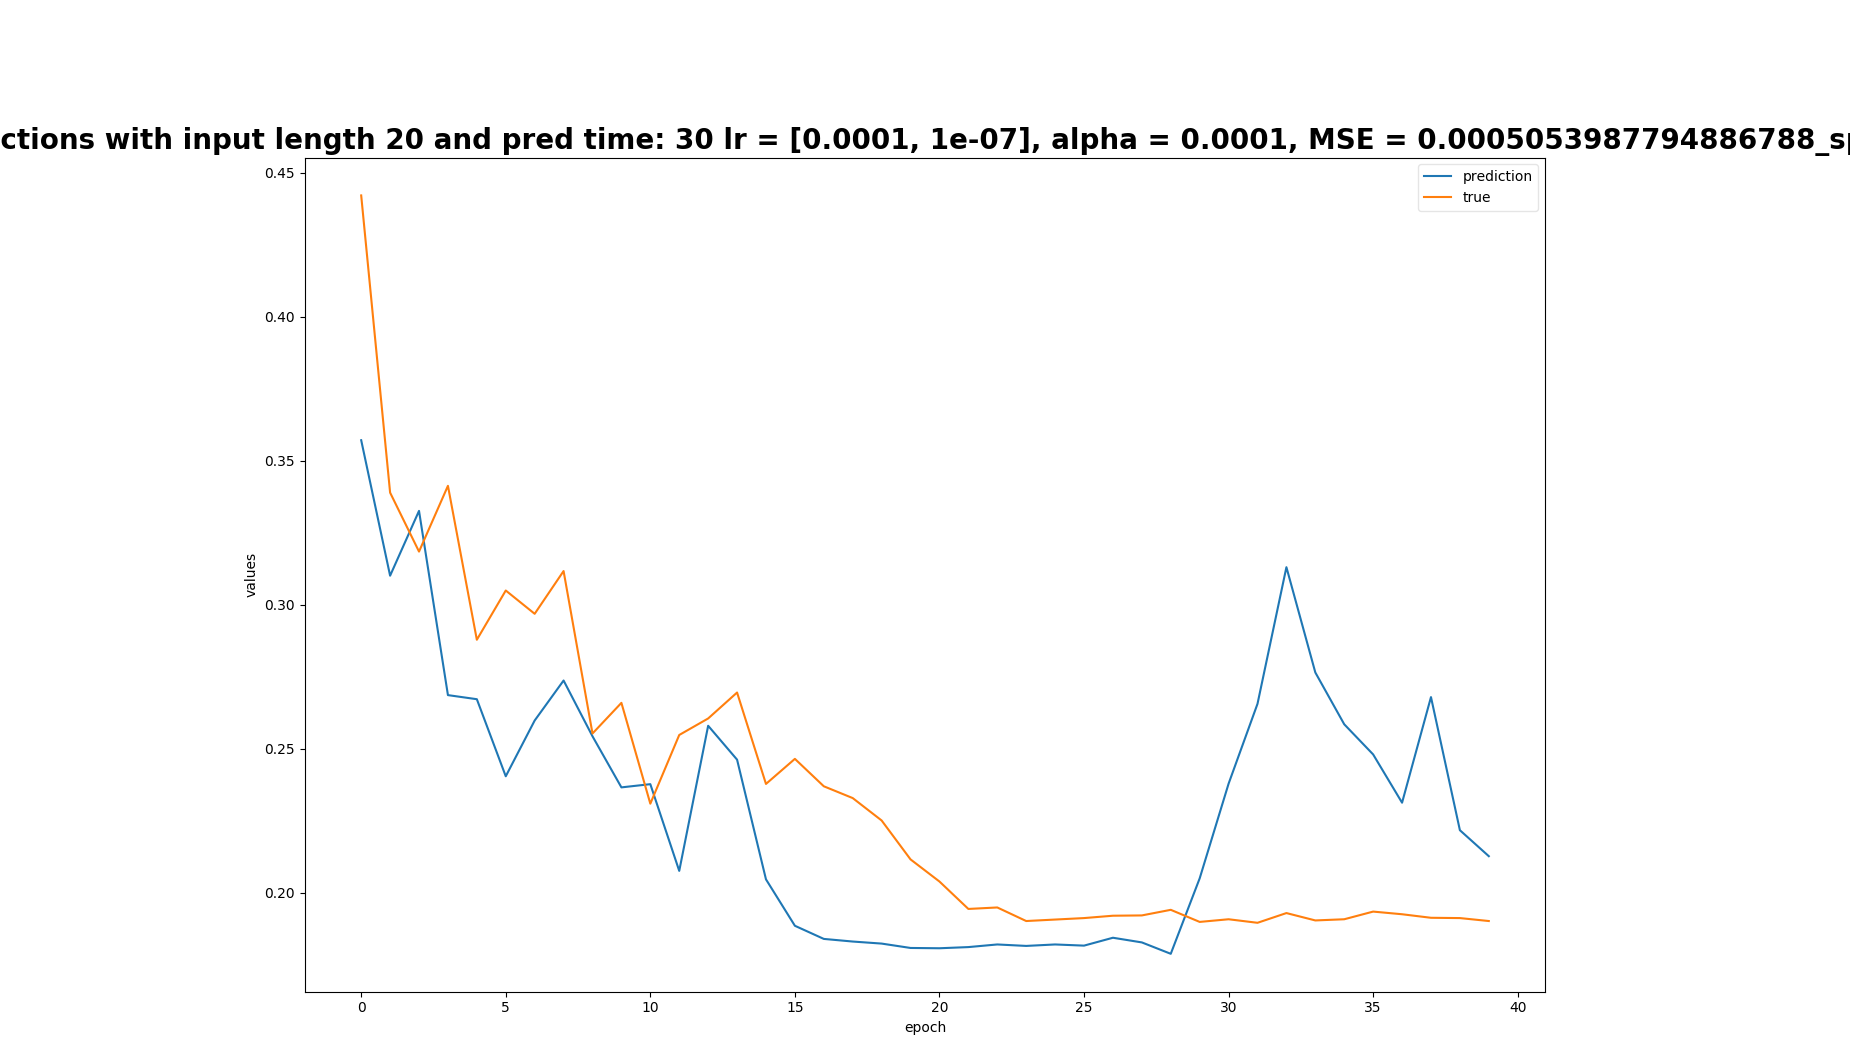 ctions with input length 20 and pred time: 30 lr = [0.0001, 1e-07], alpha = 0.0001, MSE = 0.0005053987794886788_sp
prediction
true
0.45
0.40
0.35
0.30
0.25
0.20
values
0 5 10 15 20 25 30 35 40
epoch